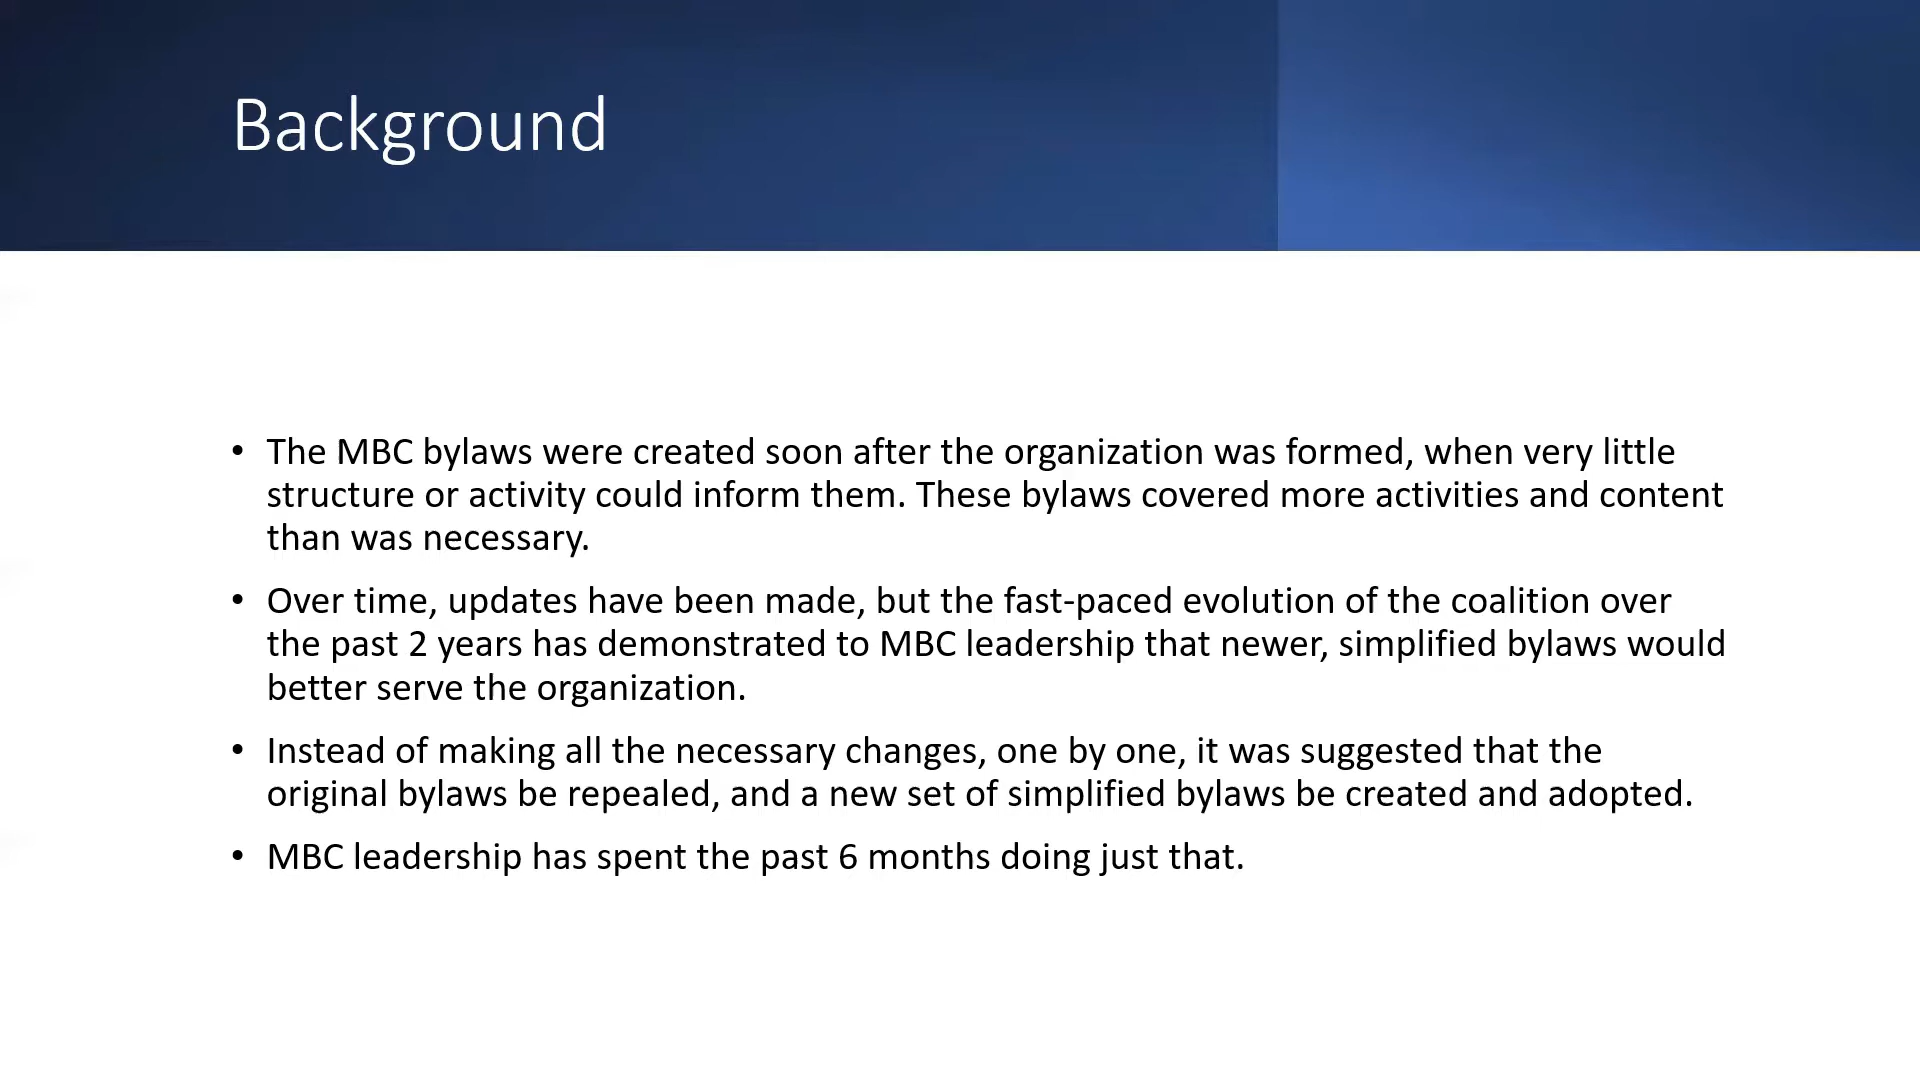 Background
• The MBC bylaws were created soon after the organization was formed, when very little
structure or activity could inform them. These bylaws covered more activities and content
than was necessary.
• Over time, updates have been made, but the fast-paced evolution of the coalition over
the past 2 years has demonstrated to MBC leadership that newer, simplified bylaws would
better serve the organization.
• Instead of making all the necessary changes, one by one, it was suggested that the
original bylaws be repealed, and a new set of simplified bylaws be created and adopted.
• MBC leadership has spent the past 6 months doing just that.